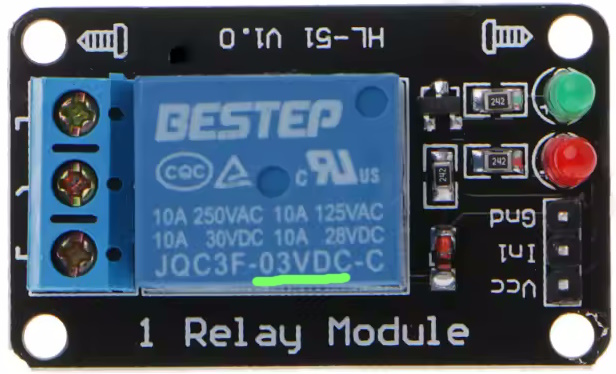 HL-51 V1.0
BESTEP
CQC
c RU US
10A 250VAC 10A 125VAC
10A 30VDC 10A 28VDC
JQC3F-03VDC-C
242
242
242
Gnd
In1
Vcc
1 Relay Module